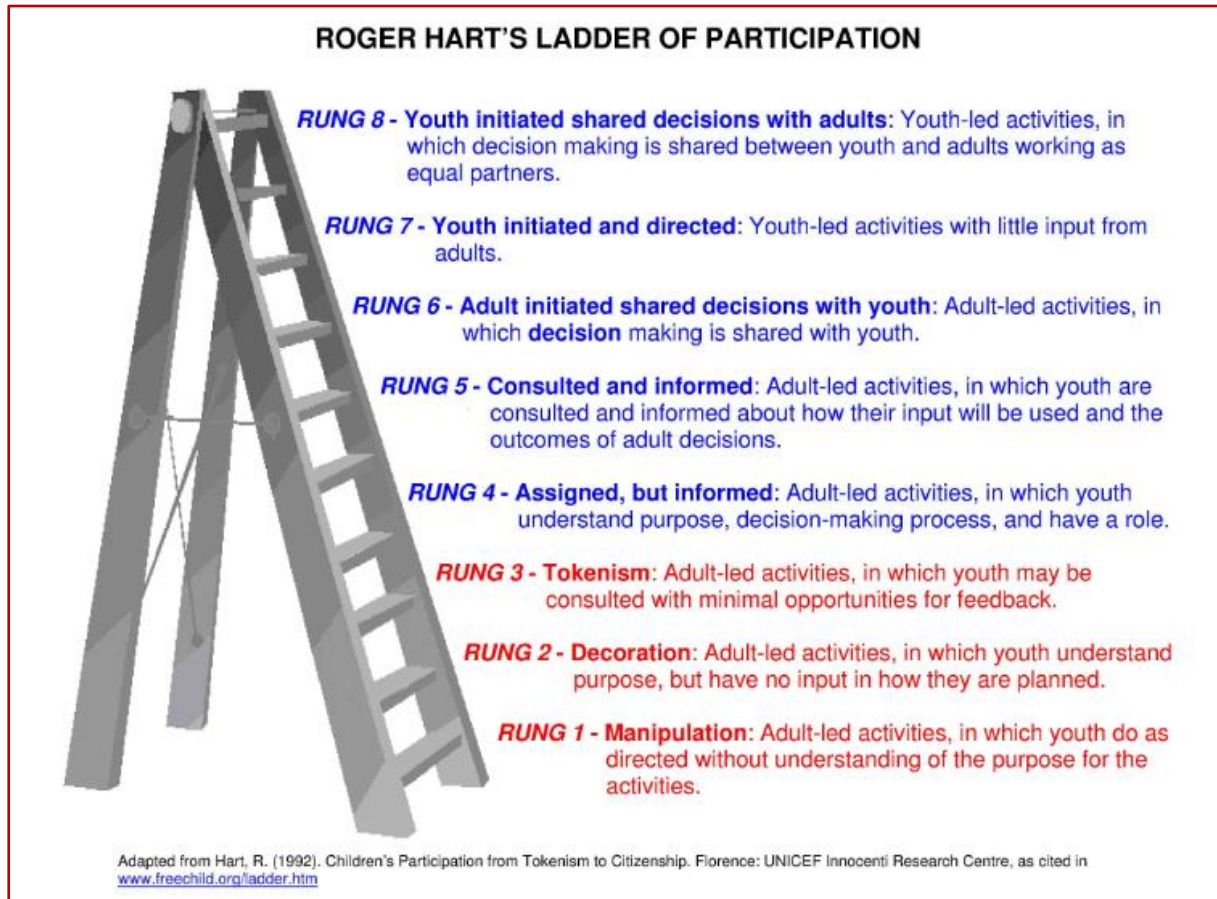 ROGER HART'S LADDER OF PARTICIPATION
RUNG 8 - Youth initiated shared decisions with adults: Youth-led activities, in
which decision making is shared between youth and adults working as
equal partners.
RUNG 7 - Youth initiated and directed: Youth-led activities with little input from
adults.
RUNG 6 - Adult initiated shared decisions with youth: Adult-led activities, in
which decision making is shared with youth.
RUNG 5 - Consulted and informed: Adult-led activities, in which youth are
consulted and informed about how their input will be used and the
outcomes of adult decisions.
RUNG 4 - Assigned, but informed: Adult-led activities, in which youth
understand purpose, decision-making process, and have a role.
RUNG 3 - Tokenism: Adult-led activities, in which youth may be
consulted with minimal opportunities for feedback.
RUNG 2 - Decoration: Adult-led activities, in which youth understand
purpose, but have no input in how they are planned.
RUNG 1 - Manipulation: Adult-led activities, in which youth do as
directed without understanding of the purpose for the
activities.
Adapted from Hart, R. (1992). Children's Participation from Tokenism to Citizenship. Florence: UNICEF Innocenti Research Centre, as cited in
www.freechild.org/ladder.htm